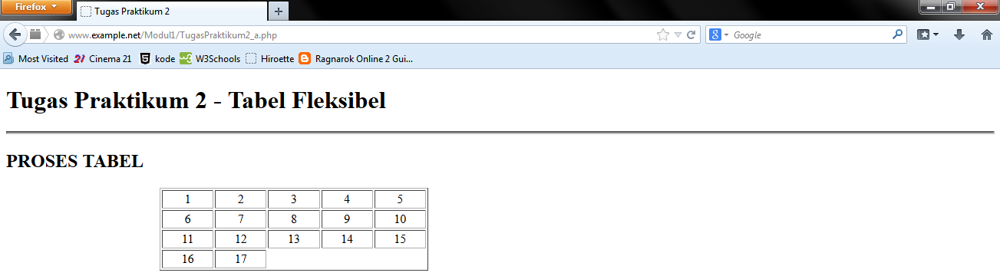 Firefox
Tugas Praktikum 2
www.example.net/Modul1/TugasPraktikum2_a.php
Google
Most Visited Cinema 21 kode W3Schools Hiroette Ragnarok Online 2 Gui...
Tugas Praktikum 2 - Tabel Fleksibel
PROSES TABEL
1 2 3 4 5
6 7 8 9 10
11 12 13 14 15
16 17